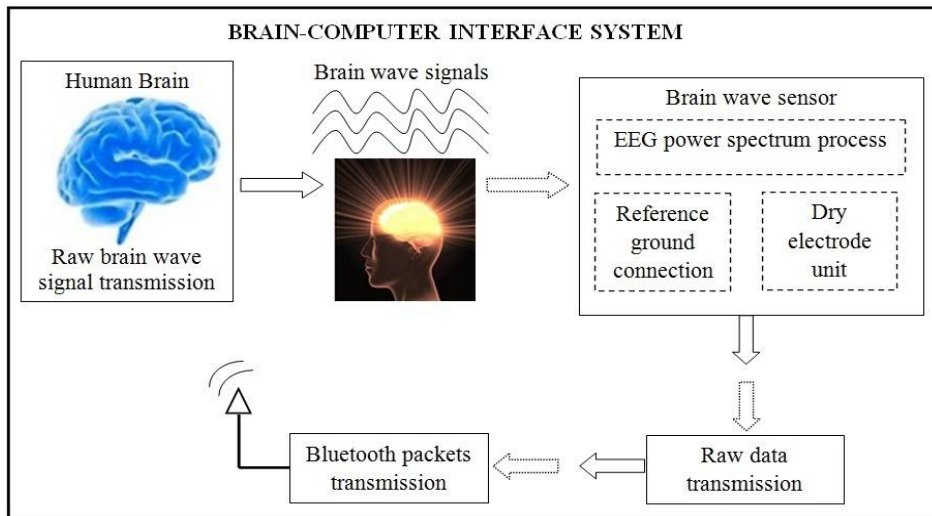 BRAIN-COMPUTER INTERFACE SYSTEM
Human Brain
Raw brain wave
signal transmission
Brain wave signals
Brain wave sensor
EEG power spectrum process
Reference
ground
connection
Dry
electrode
unit
Bluetooth packets
transmission
Raw data
transmission